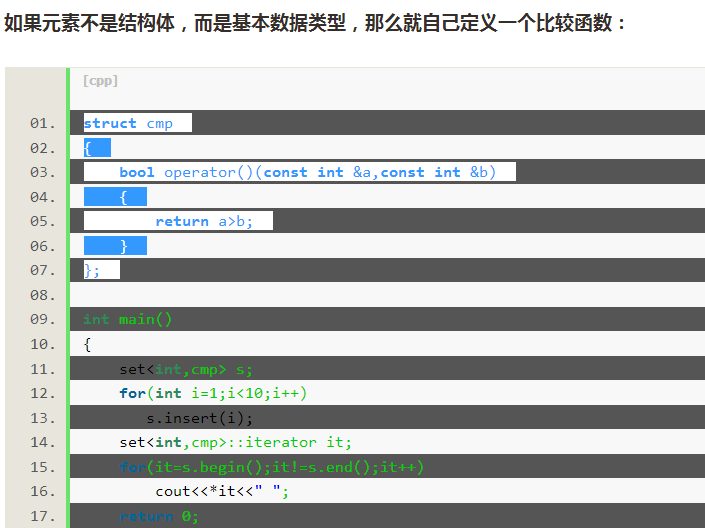 如果元素不是结构体，而是基本数据类型，那么就自己定义一个比较函数：
[cpp]
01. struct cmp
02. {
03. bool operator()(const int &a,const int &b)
04. {
05. return a>b;
06. }
07. };
08.
09. int main()
10. {
11. set<int,cmp> s;
12. for(int i=1;i<10;i++)
13. s.insert(i);
14. set<int,cmp>::iterator it;
15. for(it=s.begin();it!=s.end();it++)
16. cout<<*it<<" ";
17. return 0;